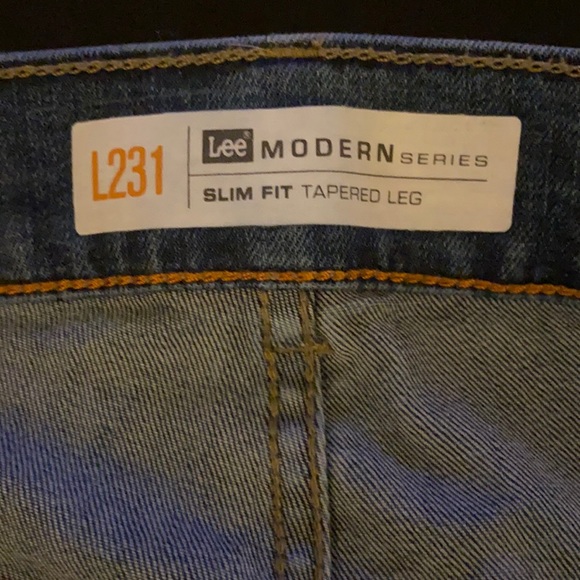 L231
Lee® MODERN SERIES
SLIM FIT TAPERED LEG